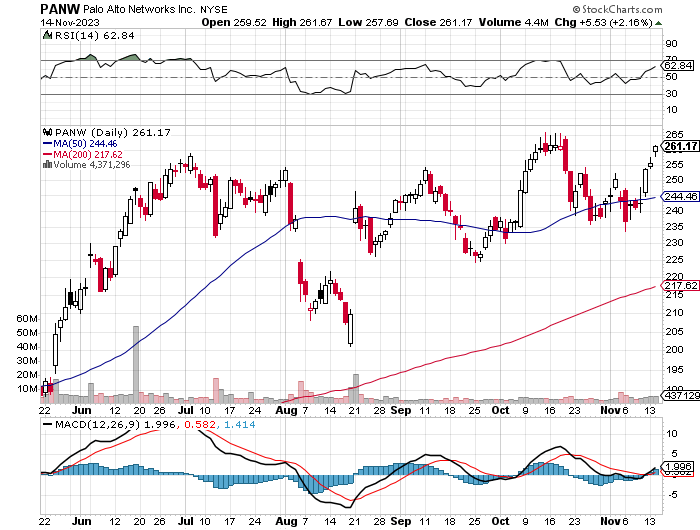 PANW Palo Alto Networks Inc. NYSE © StockCharts.com
14-Nov-2023 Open 259.52 High 261.67 Low 257.69 Close 261.17 Volume 4.4M Chg +5.53 (+2.16%)
RSI(14) 62.84
90
70
62.84
50
30
10
PANW (Daily) 261.17
MA(50) 244.46
MA(200) 217.62
Volume 4,371,296
265
261.17
255
250
244.46
240
235
230
225
220
217.62
215
210
205
200
195
190
4371296
60M
50M
40M
30M
20M
10M
22 Jun 12 20 26 Jul 10 17 24 Aug 7 14 21 28 Sep 11 18 25 Oct 9 16 23 Nov 6 13
MACD(12,26,9) 1.996, 0.582, 1.414
10
5
1.996
-5
22 Jun 12 20 26 Jul 10 17 24 Aug 7 14 21 28 Sep 11 18 25 Oct 9 16 23 Nov 6 13